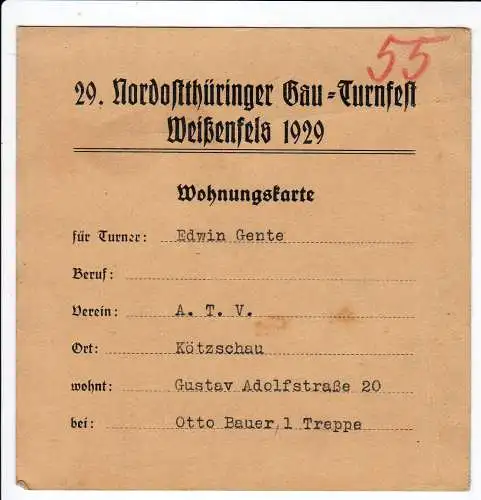 55
29. Nordostthüringer Gau-Turnfest
Weißenfels 1929
Wohnungskarte
für Turner: Edwin Gente
Beruf:
Verein: A. T. V.
Ort: Kötzschau
wohnt: Gustav Adolfstraße 20
bei: Otto Bauer, 1 Treppe